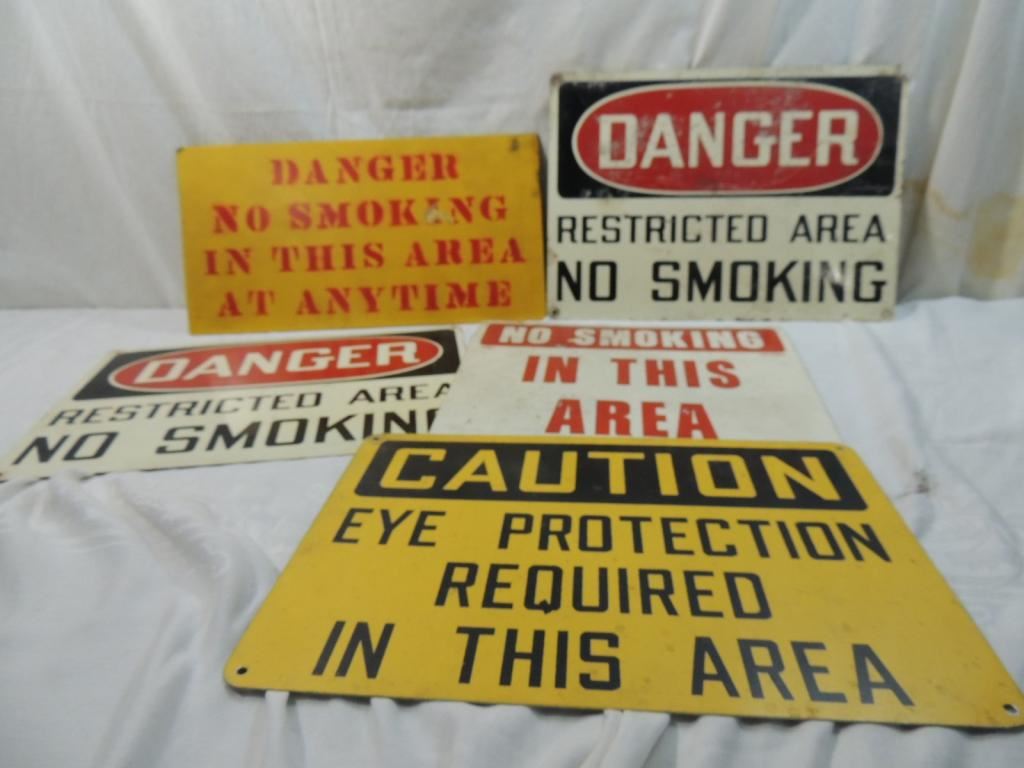 DANGER
NO SMOKING
IN THIS AREA
AT ANYTIME
DANGER
RESTRICTED AREA
NO SMOKING
DANGER
RESTRICTED AREA
NO SMOKING
NO SMOKING
IN THIS
AREA
CAUTION
EYE PROTECTION
REQUIRED
IN THIS AREA